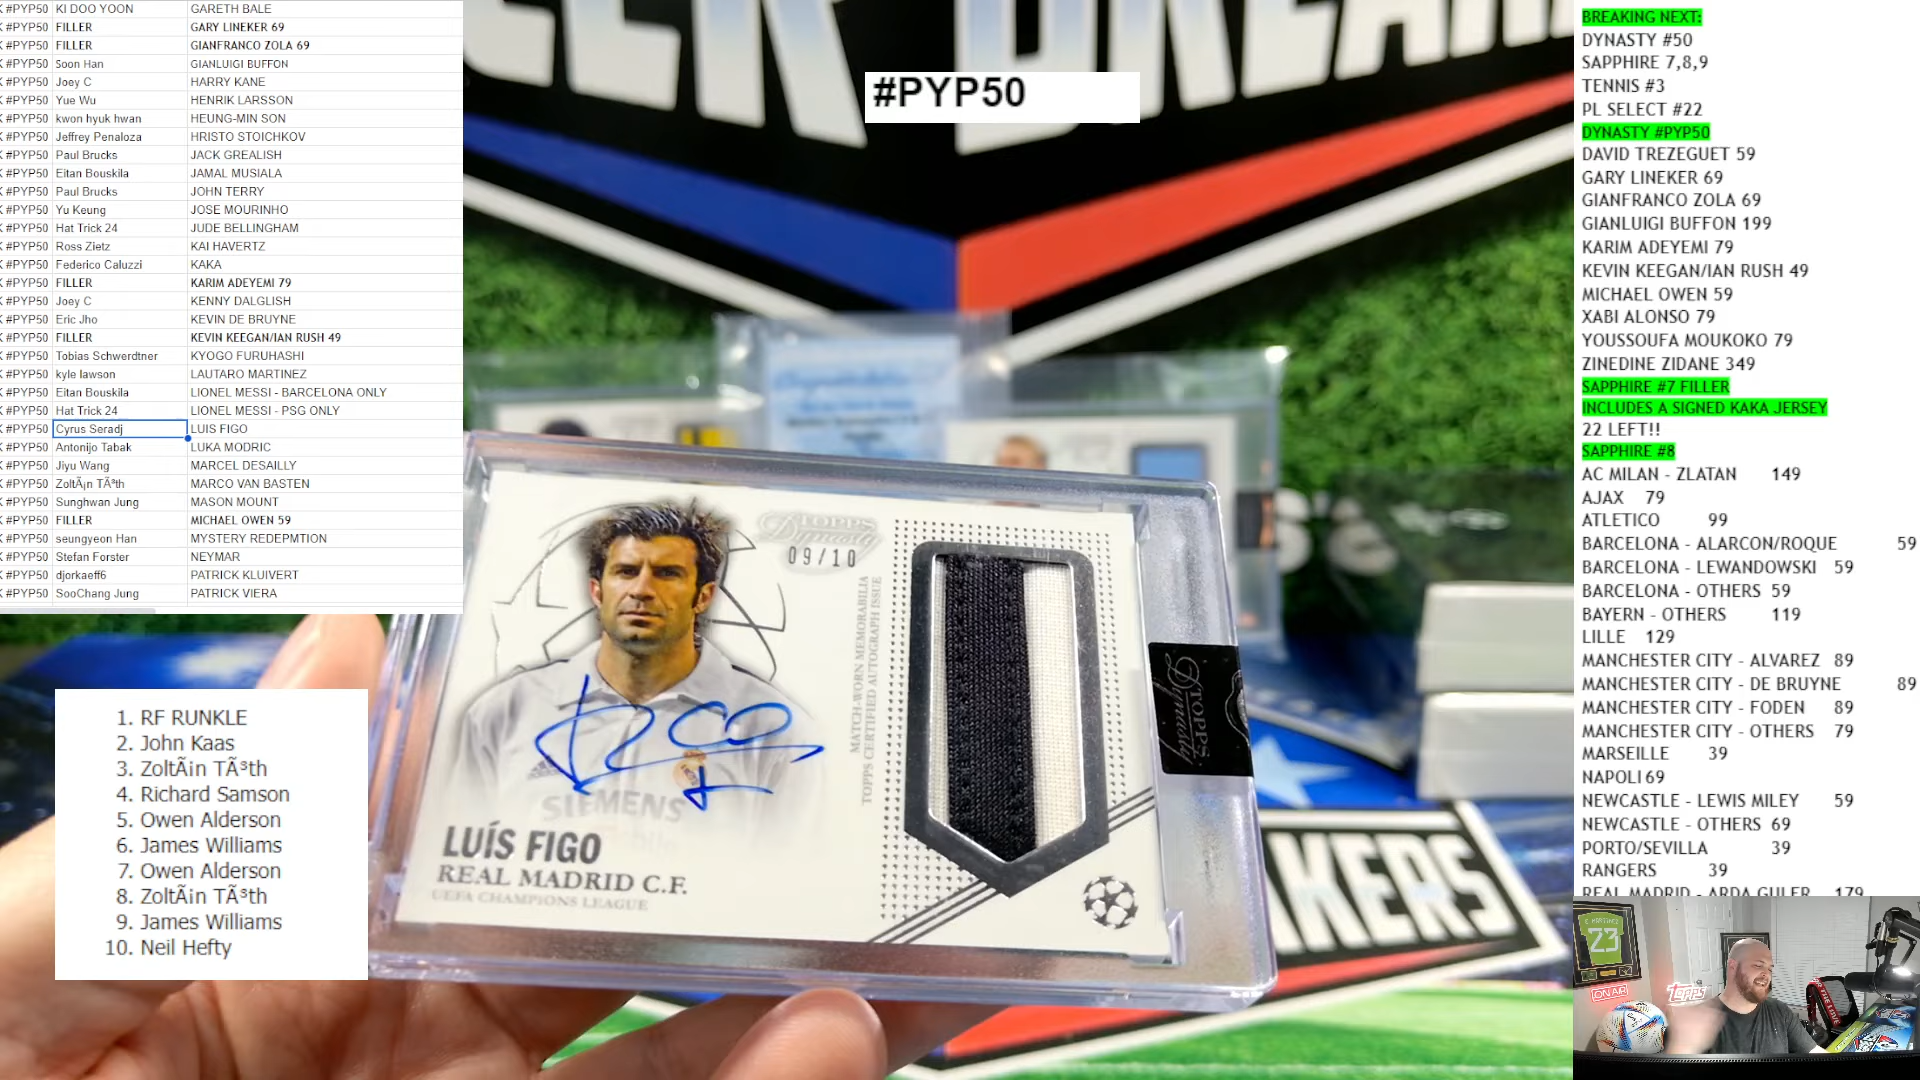 K #PYP50 KI DOO YOON GARETH BALE
K #PYP50 FILLER GARY LINEKER 69
K #PYP50 FILLER GIANFRANCO ZOLA 69
K #PYP50 Soon Han GIANLUIGI BUFFON
K #PYP50 Joey C HARRY KANE
K #PYP50 Yue Wu HENRIK LARSSON
K #PYP50 kwon hyuk hwan HEUNG-MIN SON
K #PYP50 Jeffrey Penaloza HRISTO STOICHKOV
K #PYP50 Paul Brucks JACK GREALISH
K #PYP50 Eitan Bouskila JAMAL MUSIALA
K #PYP50 Paul Brucks JOHN TERRY
K #PYP50 Yu Keung JOSE MOURINHO
K #PYP50 Hat Trick 24 JUDE BELLINGHAM
K #PYP50 Ross Zietz KAI HAVERTZ
K #PYP50 Federico Caluzzi KAKA
K #PYP50 FILLER KARIM ADEYEMI 79
K #PYP50 Joey C KENNY DALGLISH
K #PYP50 Eric Jho KEVIN DE BRUYNE
K #PYP50 FILLER KEVIN KEEGAN/IAN RUSH 49
K #PYP50 Tobias Schwerdtner KYOGO FURUHASHI
K #PYP50 kyle lawson LAUTARO MARTINEZ
K #PYP50 Eitan Bouskila LIONEL MESSI - BARCELONA ONLY
K #PYP50 Hat Trick 24 LIONEL MESSI - PSG ONLY
K #PYP50 Cyrus Seradj LUIS FIGO
K #PYP50 Antonijo Tabak LUKA MODRIC
K #PYP50 Jiyu Wang MARCEL DESAILLY
K #PYP50 ZoltÃ¡n TÃ³th MARCO VAN BASTEN
K #PYP50 Sunghwan Jung MASON MOUNT
K #PYP50 FILLER MICHAEL OWEN 59
K #PYP50 seungyeon Han MYSTERY REDEPMTION
K #PYP50 Stefan Forster NEYMAR
K #PYP50 djorkaeff6 PATRICK KLUIVERT
K #PYP50 SooChang Jung PATRICK VIERA
#PYP50
TOPPS
Dynasty
09/10
MATCH-WORN MEMORABILIA
TOPPS CERTIFIED AUTOGRAPH ISSUE
SIEMENS
LUÍS FIGO
REAL MADRID C.F.
UEFA CHAMPIONS LEAGUE
TOPPS
Dynasty
KERS
1. RF RUNKLE
2. John Kaas
3. ZoltÃ¡n TÃ³th
4. Richard Samson
5. Owen Alderson
6. James Williams
7. Owen Alderson
8. ZoltÃ¡n TÃ³th
9. James Williams
10. Neil Hefty
BREAKING NEXT:
DYNASTY #50
SAPPHIRE 7,8,9
TENNIS #3
PL SELECT #22
DYNASTY #PYP50
DAVID TREZEGUET 59
GARY LINEKER 69
GIANFRANCO ZOLA 69
GIANLUIGI BUFFON 199
KARIM ADEYEMI 79
KEVIN KEEGAN/IAN RUSH 49
MICHAEL OWEN 59
XABI ALONSO 79
YOUSSOUFA MOUKOKO 79
ZINEDINE ZIDANE 349
SAPPHIRE #7 FILLER
INCLUDES A SIGNED KAKA JERSEY
22 LEFT!!
SAPPHIRE #8
AC MILAN - ZLATAN 149
AJAX 79
ATLETICO 99
BARCELONA - ALARCON/ROQUE 59
BARCELONA - LEWANDOWSKI 59
BARCELONA - OTHERS 59
BAYERN - OTHERS 119
LILLE 129
MANCHESTER CITY - ALVAREZ 89
MANCHESTER CITY - DE BRUYNE 89
MANCHESTER CITY - FODEN 89
MANCHESTER CITY - OTHERS 79
MARSEILLE 39
NAPOLI 69
NEWCASTLE - LEWIS MILEY 59
NEWCASTLE - OTHERS 69
PORTO/SEVILLA 39
RANGERS 39
REAL MADRID - ARDA GULER 179
23
ON AIR
TOPPS